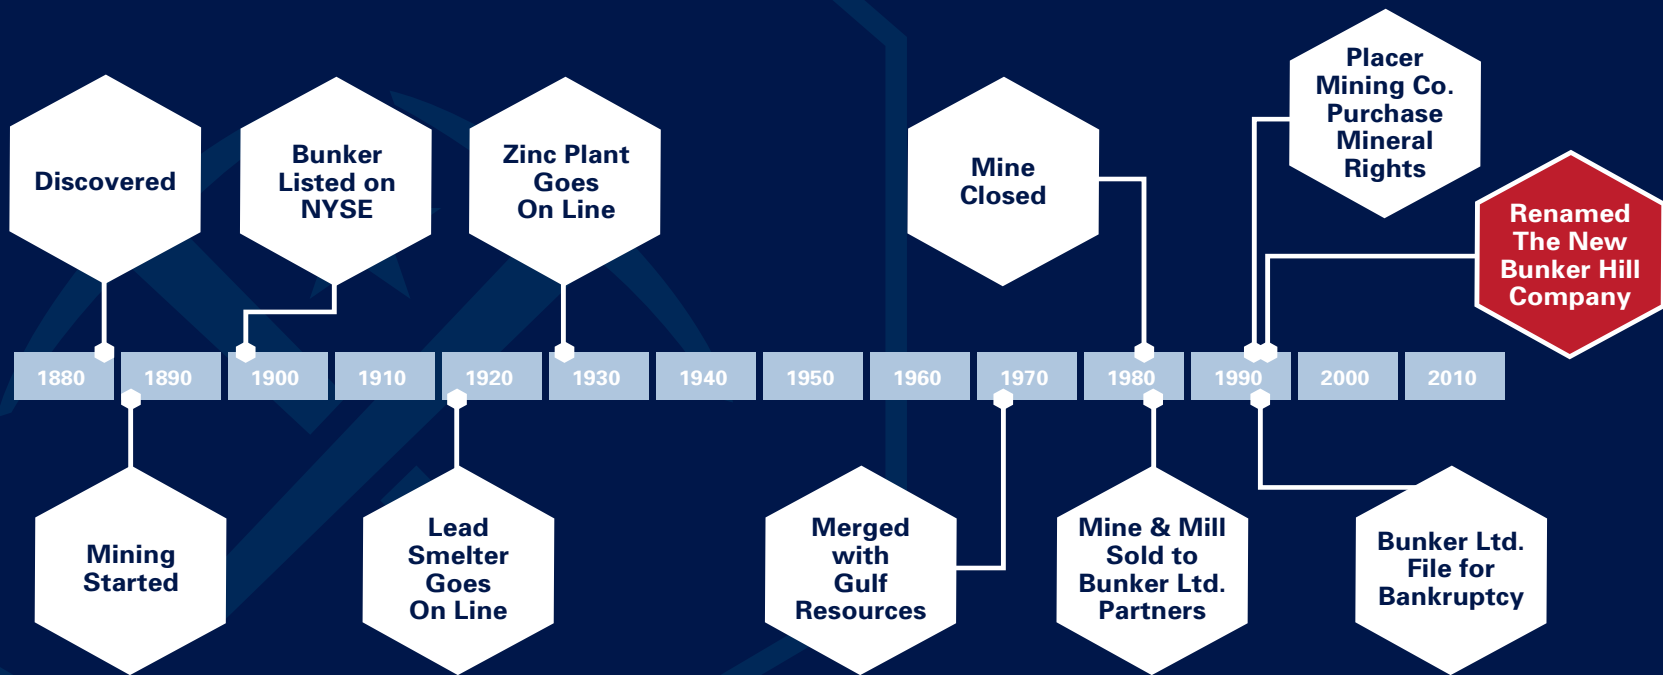 Discovered
Bunker
Listed on
NYSE
Zinc Plant
Goes
On Line
Mine
Closed
Placer
Mining Co.
Purchase
Mineral
Rights
Renamed
The New
Bunker Hill
Company
1880 1890 1900 1910 1920 1930 1940 1950 1960 1970 1980 1990 2000 2010
Mining
Started
Lead
Smelter
Goes
On Line
Merged
with
Gulf
Resources
Mine & Mill
Sold to
Bunker Ltd.
Partners
Bunker Ltd.
File for
Bankruptcy